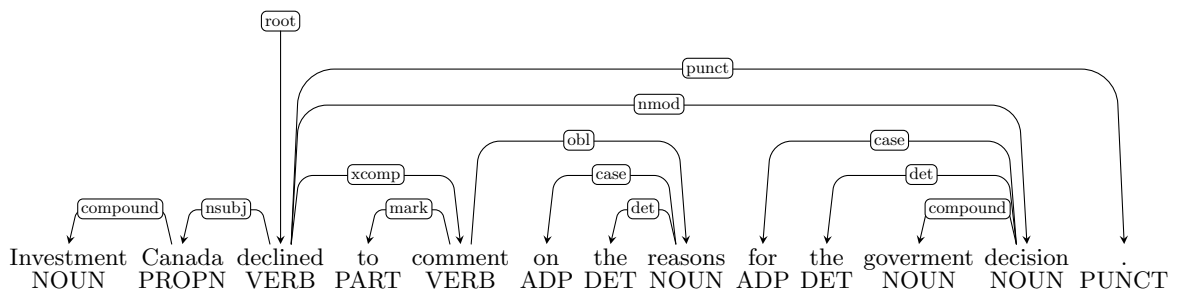 root
punct
nmod
obl case
xcomp case det
compound nsubj mark det compound
Investment Canada declined to comment on the reasons for the goverment decision .
NOUN PROPN VERB PART VERB ADP DET NOUN ADP DET NOUN NOUN PUNCT